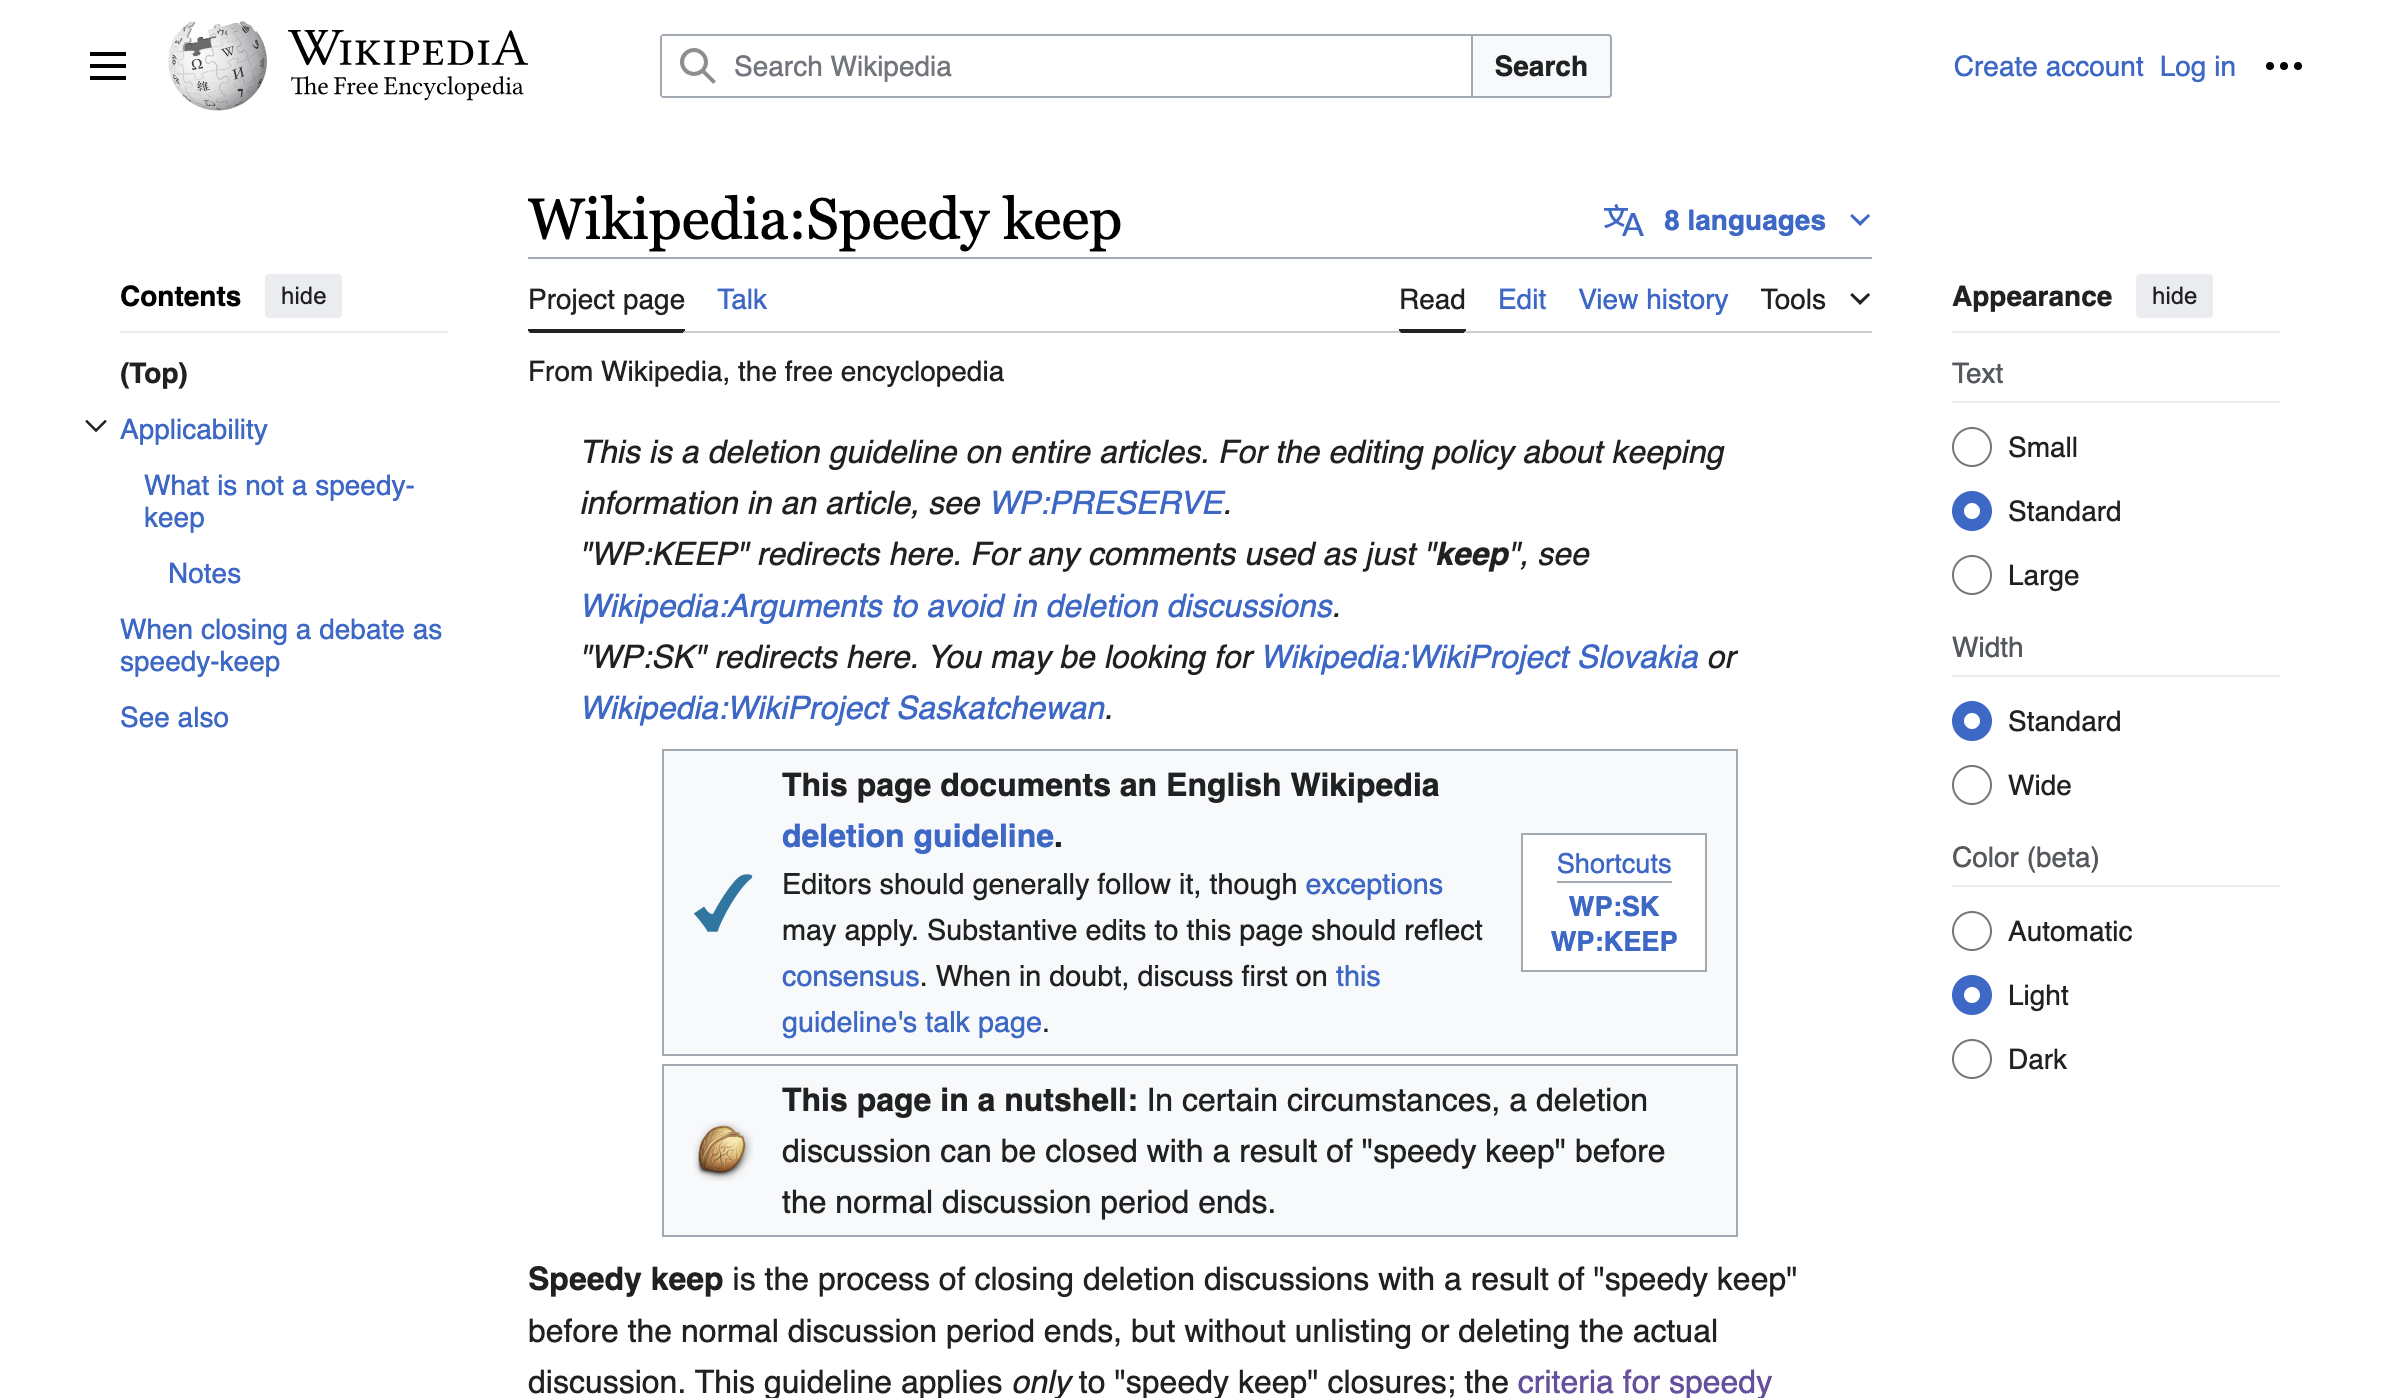 WIKIPEDIA
The Free Encyclopedia
Search Wikipedia
Search
Create account Log in
Wikipedia:Speedy keep
8 languages
Contents hide
(Top)
Applicability
What is not a speedy-
keep
Notes
When closing a debate as
speedy-keep
See also
Project page Talk
Read Edit View history Tools
From Wikipedia, the free encyclopedia
This is a deletion guideline on entire articles. For the editing policy about keeping
information in an article, see WP:PRESERVE.
"WP:KEEP" redirects here. For any comments used as just "keep", see
Wikipedia:Arguments to avoid in deletion discussions.
"WP:SK" redirects here. You may be looking for Wikipedia:WikiProject Slovakia or
Wikipedia:WikiProject Saskatchewan.
This page documents an English Wikipedia
deletion guideline.
Editors should generally follow it, though exceptions
may apply. Substantive edits to this page should reflect
consensus. When in doubt, discuss first on this
guideline's talk page.
Shortcuts
WP:SK
WP:KEEP
This page in a nutshell: In certain circumstances, a deletion
discussion can be closed with a result of "speedy keep" before
the normal discussion period ends.
Speedy keep is the process of closing deletion discussions with a result of "speedy keep"
before the normal discussion period ends, but without unlisting or deleting the actual
discussion. This guideline applies only to "speedy keep" closures; the criteria for speedy
Appearance hide
Text
Small
Standard
Large
Width
Standard
Wide
Color (beta)
Automatic
Light
Dark